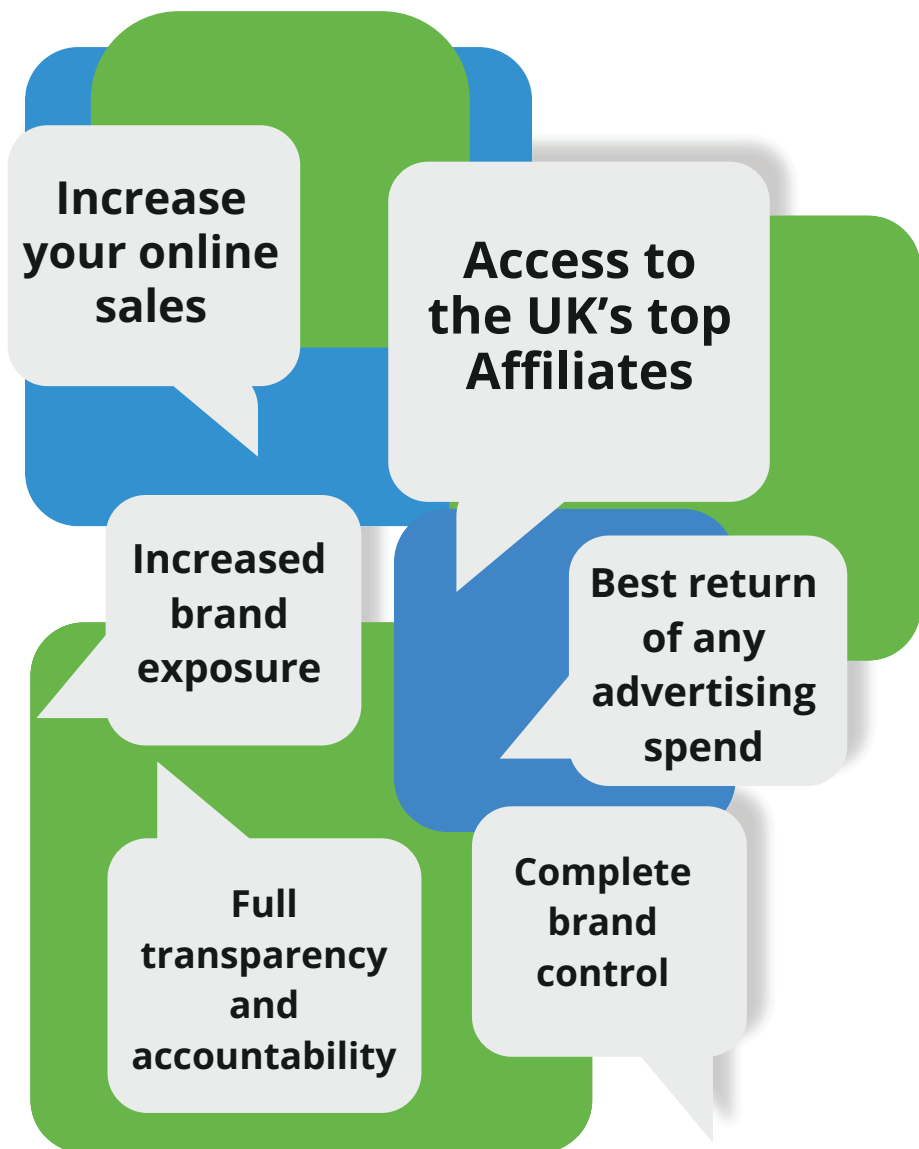 Increase
your online
sales
Access to
the UK’s top
Affiliates
Increased
brand
exposure
Best return
of any
advertising
spend
Full
transparency
and
accountability
Complete
brand
control